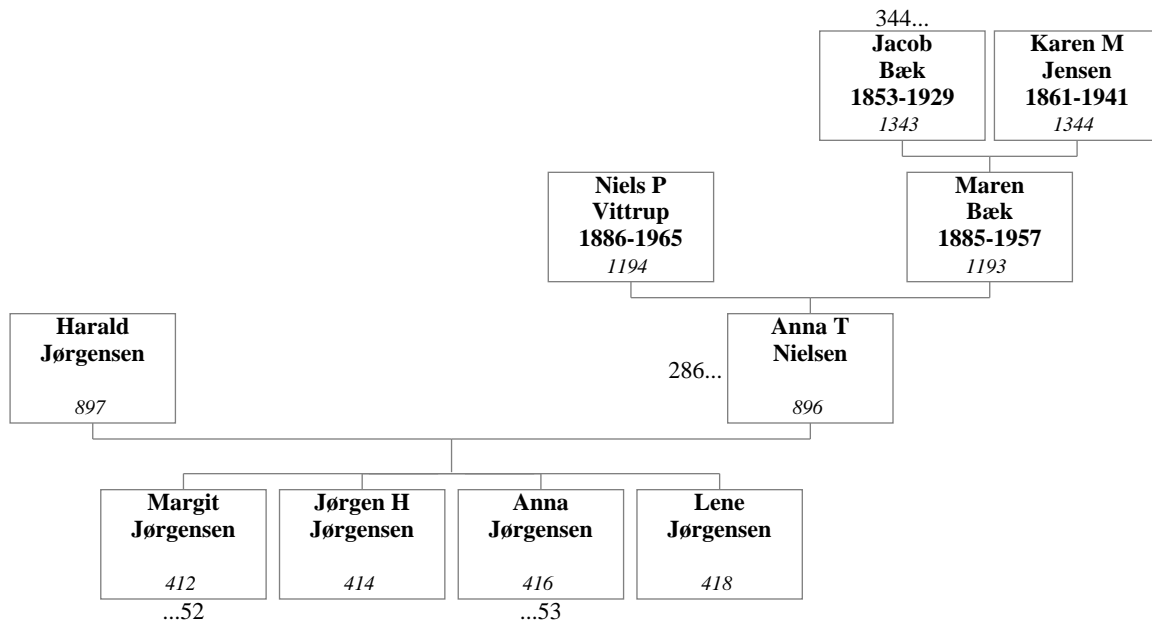 344...
Jacob
Bæk
1853-1929
1343
Karen M
Jensen
1861-1941
1344
Niels P
Vittrup
1886-1965
1194
Maren
Bæk
1885-1957
1193
Harald
Jørgensen
897
286...
Anna T
Nielsen
896
Margit
Jørgensen
412
...52
Jørgen H
Jørgensen
414
Anna
Jørgensen
416
...53
Lene
Jørgensen
418